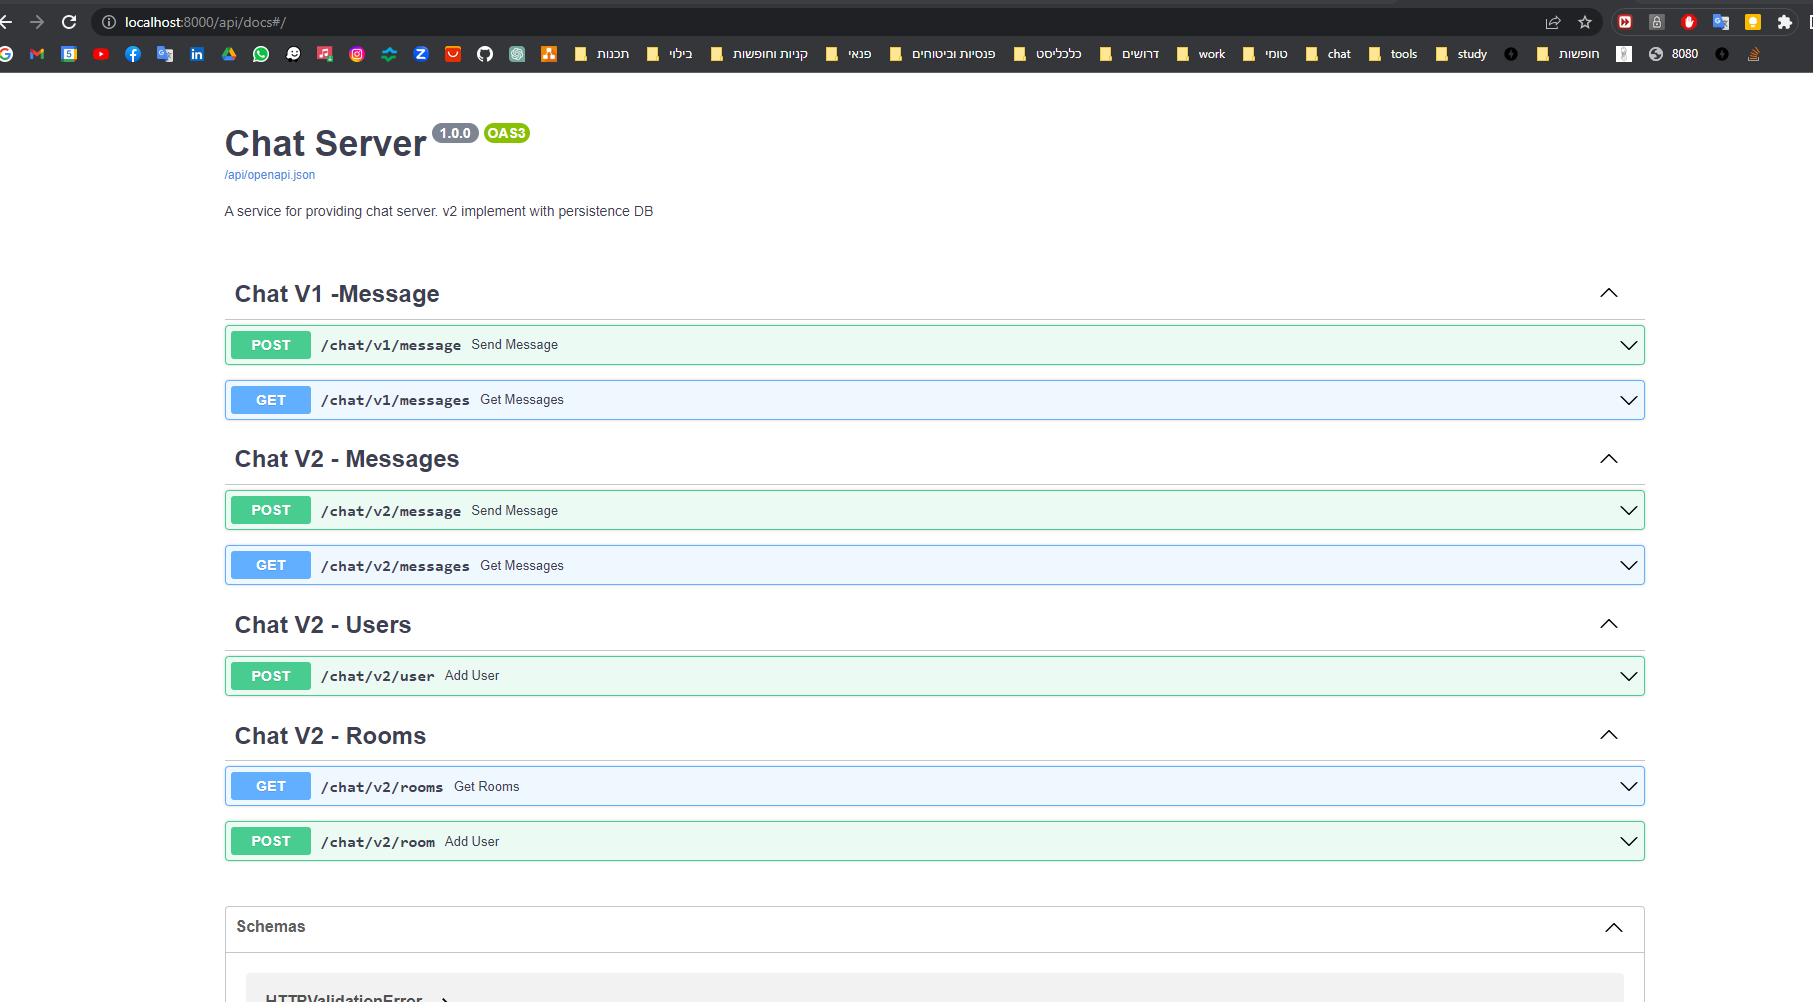 localhost:8000/api/docs#/
תכנות בילוי קניות וחופשות פנאי פנסיות וביטוחים כלכליסט דרושים work טומי chat tools study חופשות 8080
Chat Server 1.0.0 OAS3
/api/openapi.json
A service for providing chat server. v2 implement with persistence DB
Chat V1 -Message
POST /chat/v1/message Send Message
GET /chat/v1/messages Get Messages
Chat V2 - Messages
POST /chat/v2/message Send Message
GET /chat/v2/messages Get Messages
Chat V2 - Users
POST /chat/v2/user Add User
Chat V2 - Rooms
GET /chat/v2/rooms Get Rooms
POST /chat/v2/room Add User
Schemas
HTTPValidationError